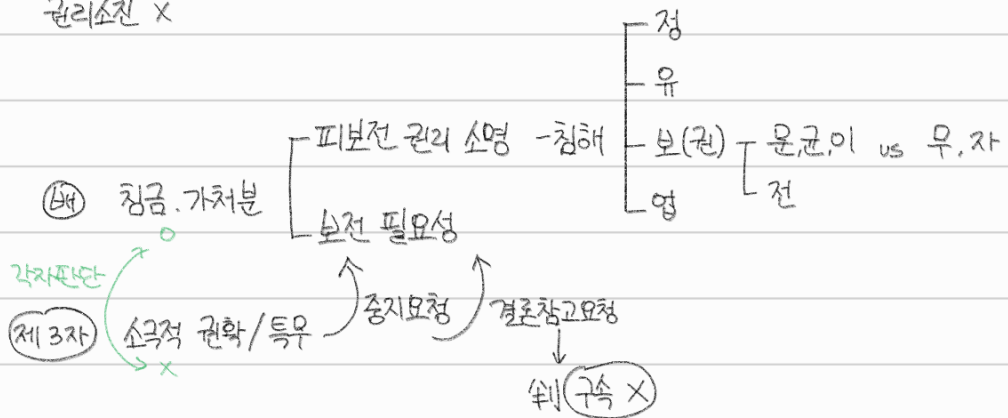 권리소진 X
정
유
피보전 권리 소명 - 침해
보(권)
문,균,이 vs 무,자
전
업
침금.가처분
보전 필요성
각자판단
O
X
제3자
소극적 권확/특무
중지요청
결론참고요청
구속 X